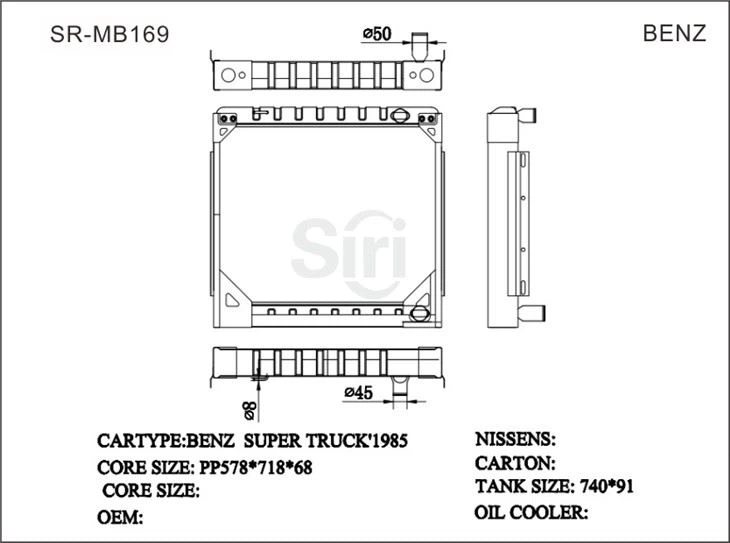 SR-MB169
BENZ
⌀50
Siri
⌀8
⌀45
CARTYPE:BENZ SUPER TRUCK'1985
CORE SIZE: PP578*718*68
CORE SIZE:
OEM:
NISSENS:
CARTON:
TANK SIZE: 740*91
OIL COOLER: